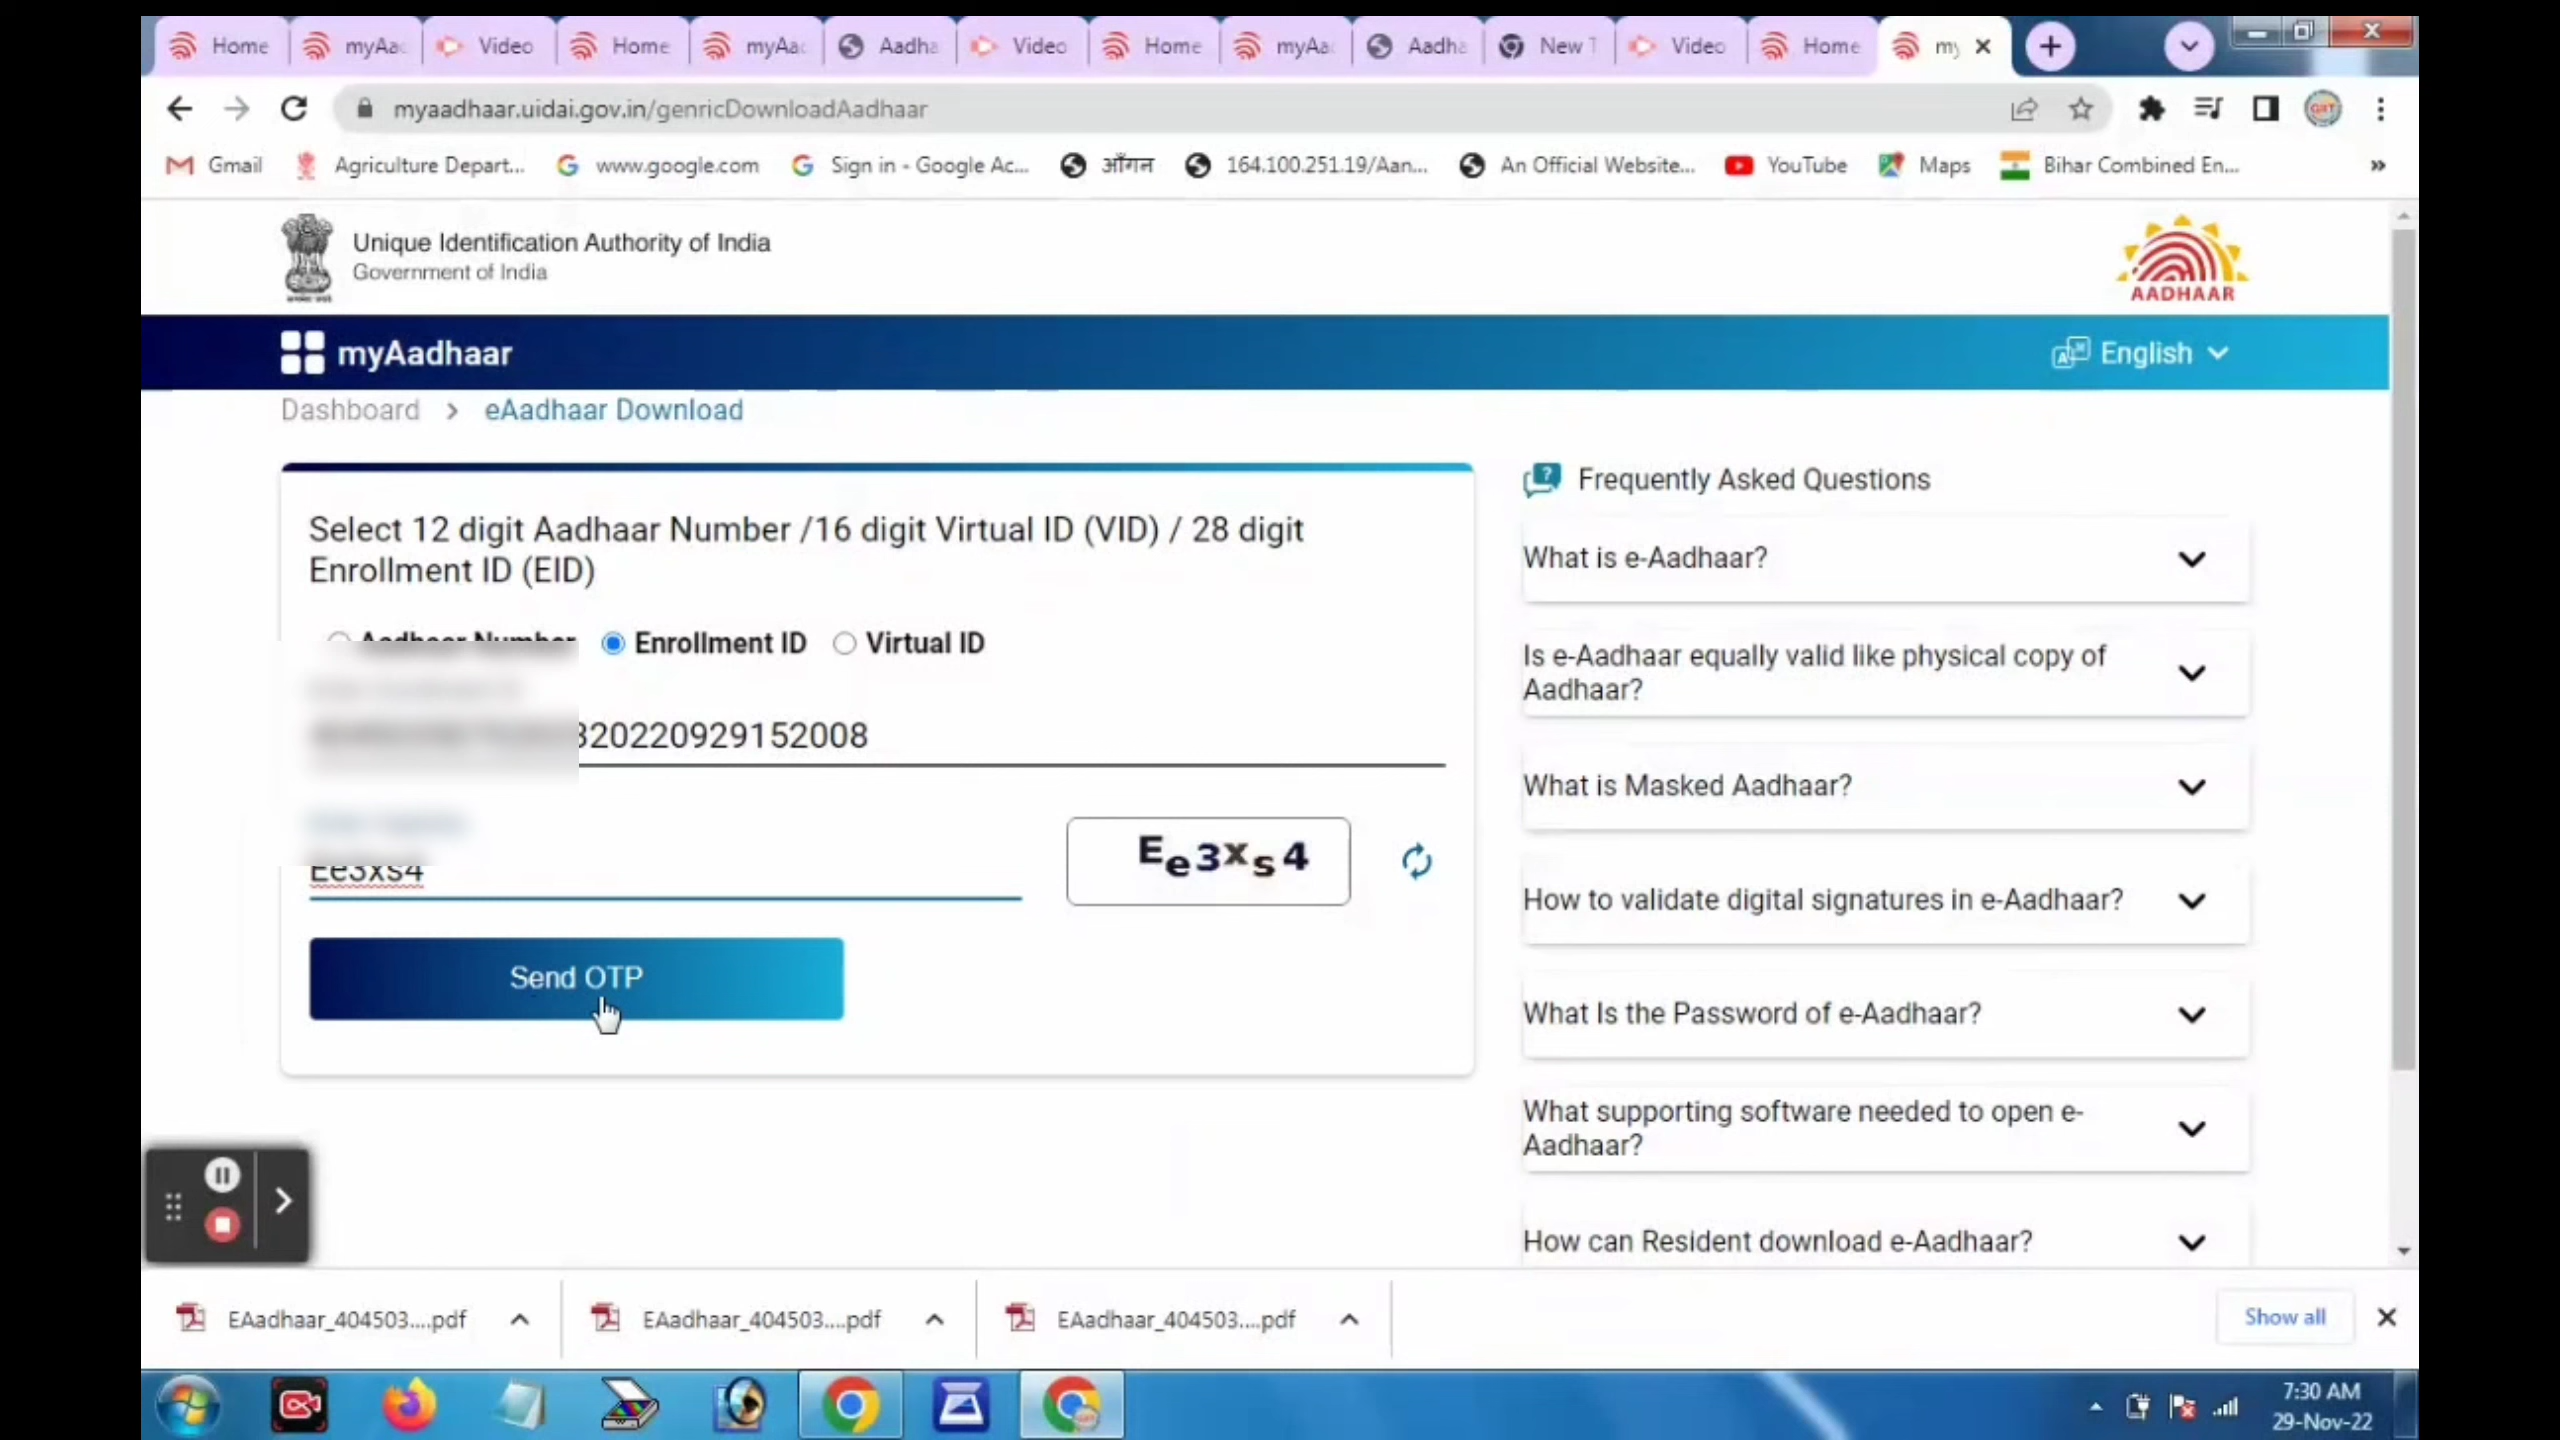 Home
myAa
Video
Home
myAa
Aadha
Video
Home
myAa
Aadha
New T
Video
Home
my
myaadhaar.uidai.gov.in/genricDownloadAadhaar
Gmail
Agriculture Depart...
www.google.com
Sign in - Google Ac...
आँगन
164.100.251.19/Aan...
An Official Website...
YouTube
Maps
Bihar Combined En...
»
Unique Identification Authority of India
Government of India
AADHAAR
myAadhaar
English
Dashboard > eAadhaar Download
Select 12 digit Aadhaar Number /16 digit Virtual ID (VID) / 28 digit
Enrollment ID (EID)
Aadhaar Number
Enrollment ID
Virtual ID
320220929152008
Ee3xs4
Ee3xs4
Send OTP
Frequently Asked Questions
What is e-Aadhaar?
Is e-Aadhaar equally valid like physical copy of
Aadhaar?
What is Masked Aadhaar?
How to validate digital signatures in e-Aadhaar?
What Is the Password of e-Aadhaar?
What supporting software needed to open e-
Aadhaar?
How can Resident download e-Aadhaar?
EAadhaar_404503....pdf
EAadhaar_404503....pdf
EAadhaar_404503....pdf
Show all
7:30 AM
29-Nov-22